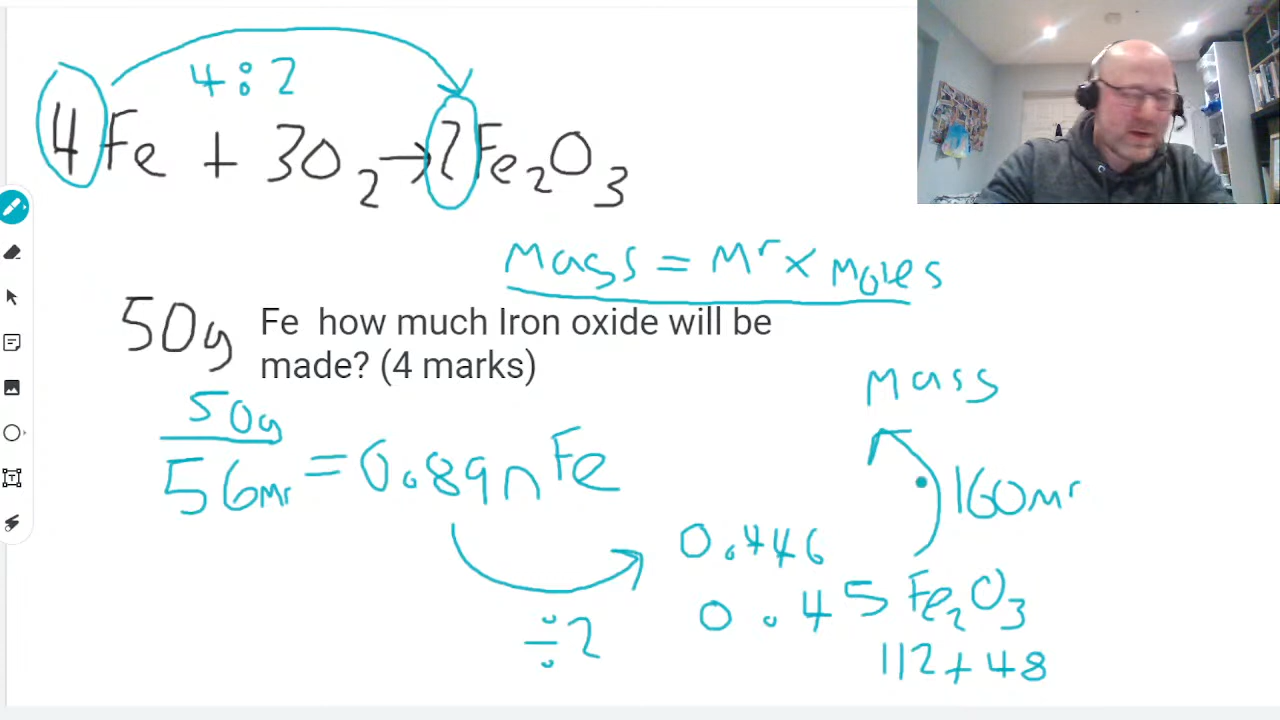 4:2
4Fe + 3O2 → 2Fe2O3
Mass = Mr × Moles
50g Fe how much Iron oxide will be
made? (4 marks)
Mass
50g
56mr = 0.89n Fe
160mr
0.446
0.45 Fe2O3
÷2
112+48